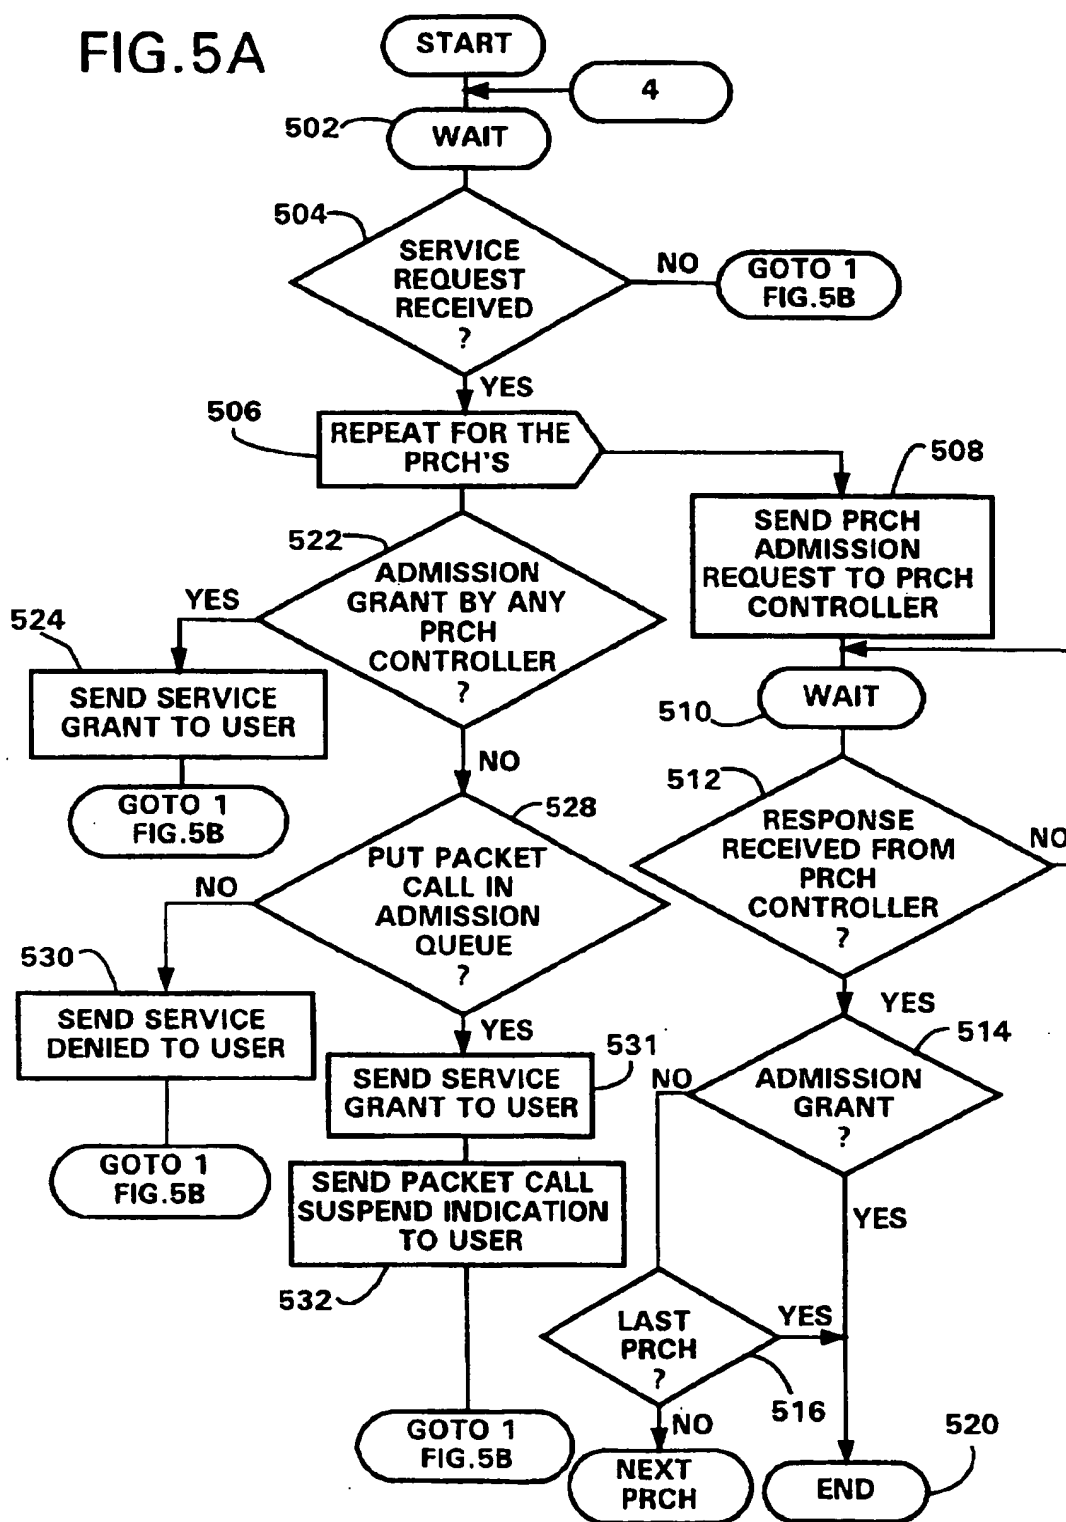 FIG.5A
START
4
502
WAIT
504
SERVICE
REQUEST
RECEIVED
?
NO
GOTO 1
FIG.5B
YES
506
REPEAT FOR THE
PRCH'S
508
SEND PRCH
ADMISSION
REQUEST TO PRCH
CONTROLLER
522
ADMISSION
GRANT BY ANY
PRCH
CONTROLLER
?
YES
524
SEND SERVICE
GRANT TO USER
GOTO 1
FIG.5B
NO
510
WAIT
512
RESPONSE
RECEIVED FROM
PRCH
CONTROLLER
?
NO
YES
528
PUT PACKET
CALL IN
ADMISSION
QUEUE
?
NO
530
SEND SERVICE
DENIED TO USER
GOTO 1
FIG.5B
YES
531
SEND SERVICE
GRANT TO USER
SEND PACKET CALL
SUSPEND INDICATION
TO USER
532
GOTO 1
FIG.5B
514
ADMISSION
GRANT
?
NO
YES
LAST
PRCH
?
YES
516
NO
NEXT
PRCH
520
END